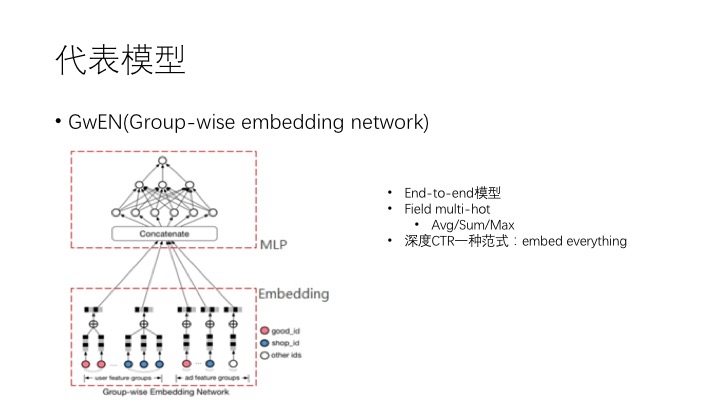 代表模型
• GwEN(Group-wise embedding network)
Concatenate
MLP
• End-to-end模型
• Field multi-hot
• Avg/Sum/Max
• 深度CTR一种范式：embed everything
Embedding
good_id
shop_id
other ids
...
...
user feature groups
ad feature groups
Group-wise Embedding Network